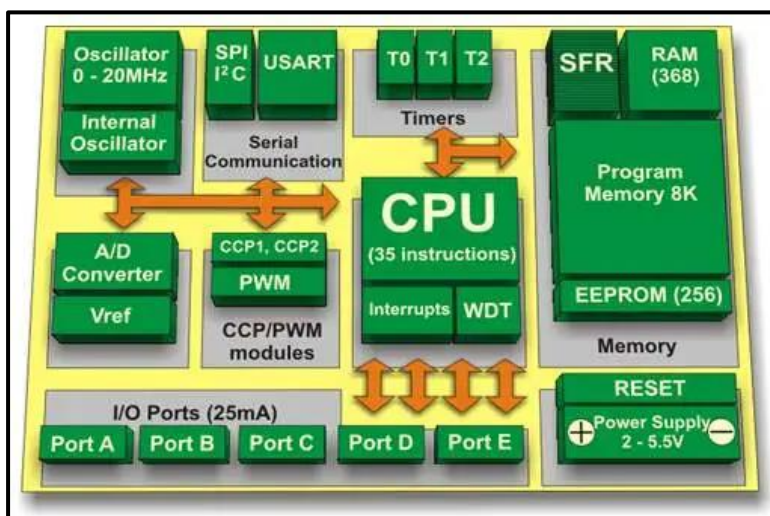 Oscillator
0 - 20MHz
Internal
Oscillator
SPI
I²C
USART
Serial
Communication
T0 T1 T2
Timers
SFR
RAM
(368)
Program
Memory 8K
EEPROM (256)
Memory
A/D
Converter
Vref
CCP1, CCP2
PWM
CCP/PWM
modules
CPU
(35 instructions)
Interrupts
WDT
I/O Ports (25mA)
Port A
Port B
Port C
Port D
Port E
RESET
Power Supply
2 - 5.5V
+
−